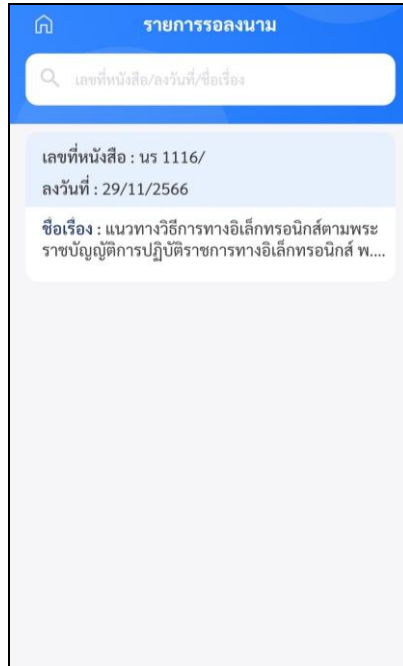 รายการรอลงนาม
เลขที่หนังสือ/ลงวันที่/ชื่อเรื่อง
เลขที่หนังสือ : นร 1116/
ลงวันที่ : 29/11/2566
ชื่อเรื่อง : แนวทางวิธีการทางอิเล็กทรอนิกส์ตามพระ
ราชบัญญัติการปฏิบัติราชการทางอิเล็กทรอนิกส์ พ....